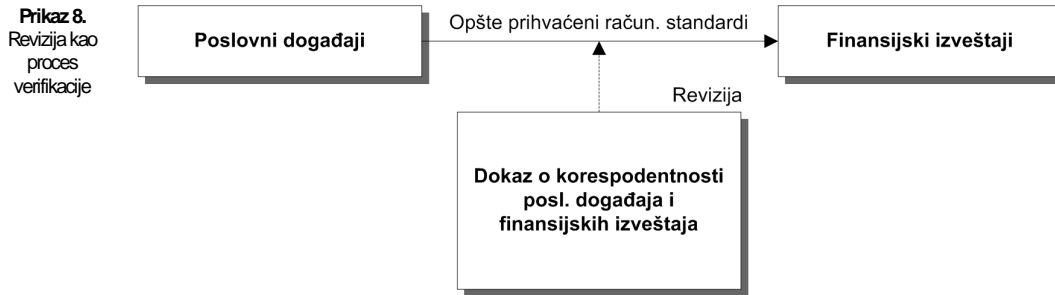 Prikaz 8.
Revizija kao
proces
verifikacije
Poslovni događaji
Opšte prihvaćeni račun. standardi
Finansijski izveštaji
Revizija
Dokaz o korespodentnosti
posl. događaja i
finansijskih izveštaja